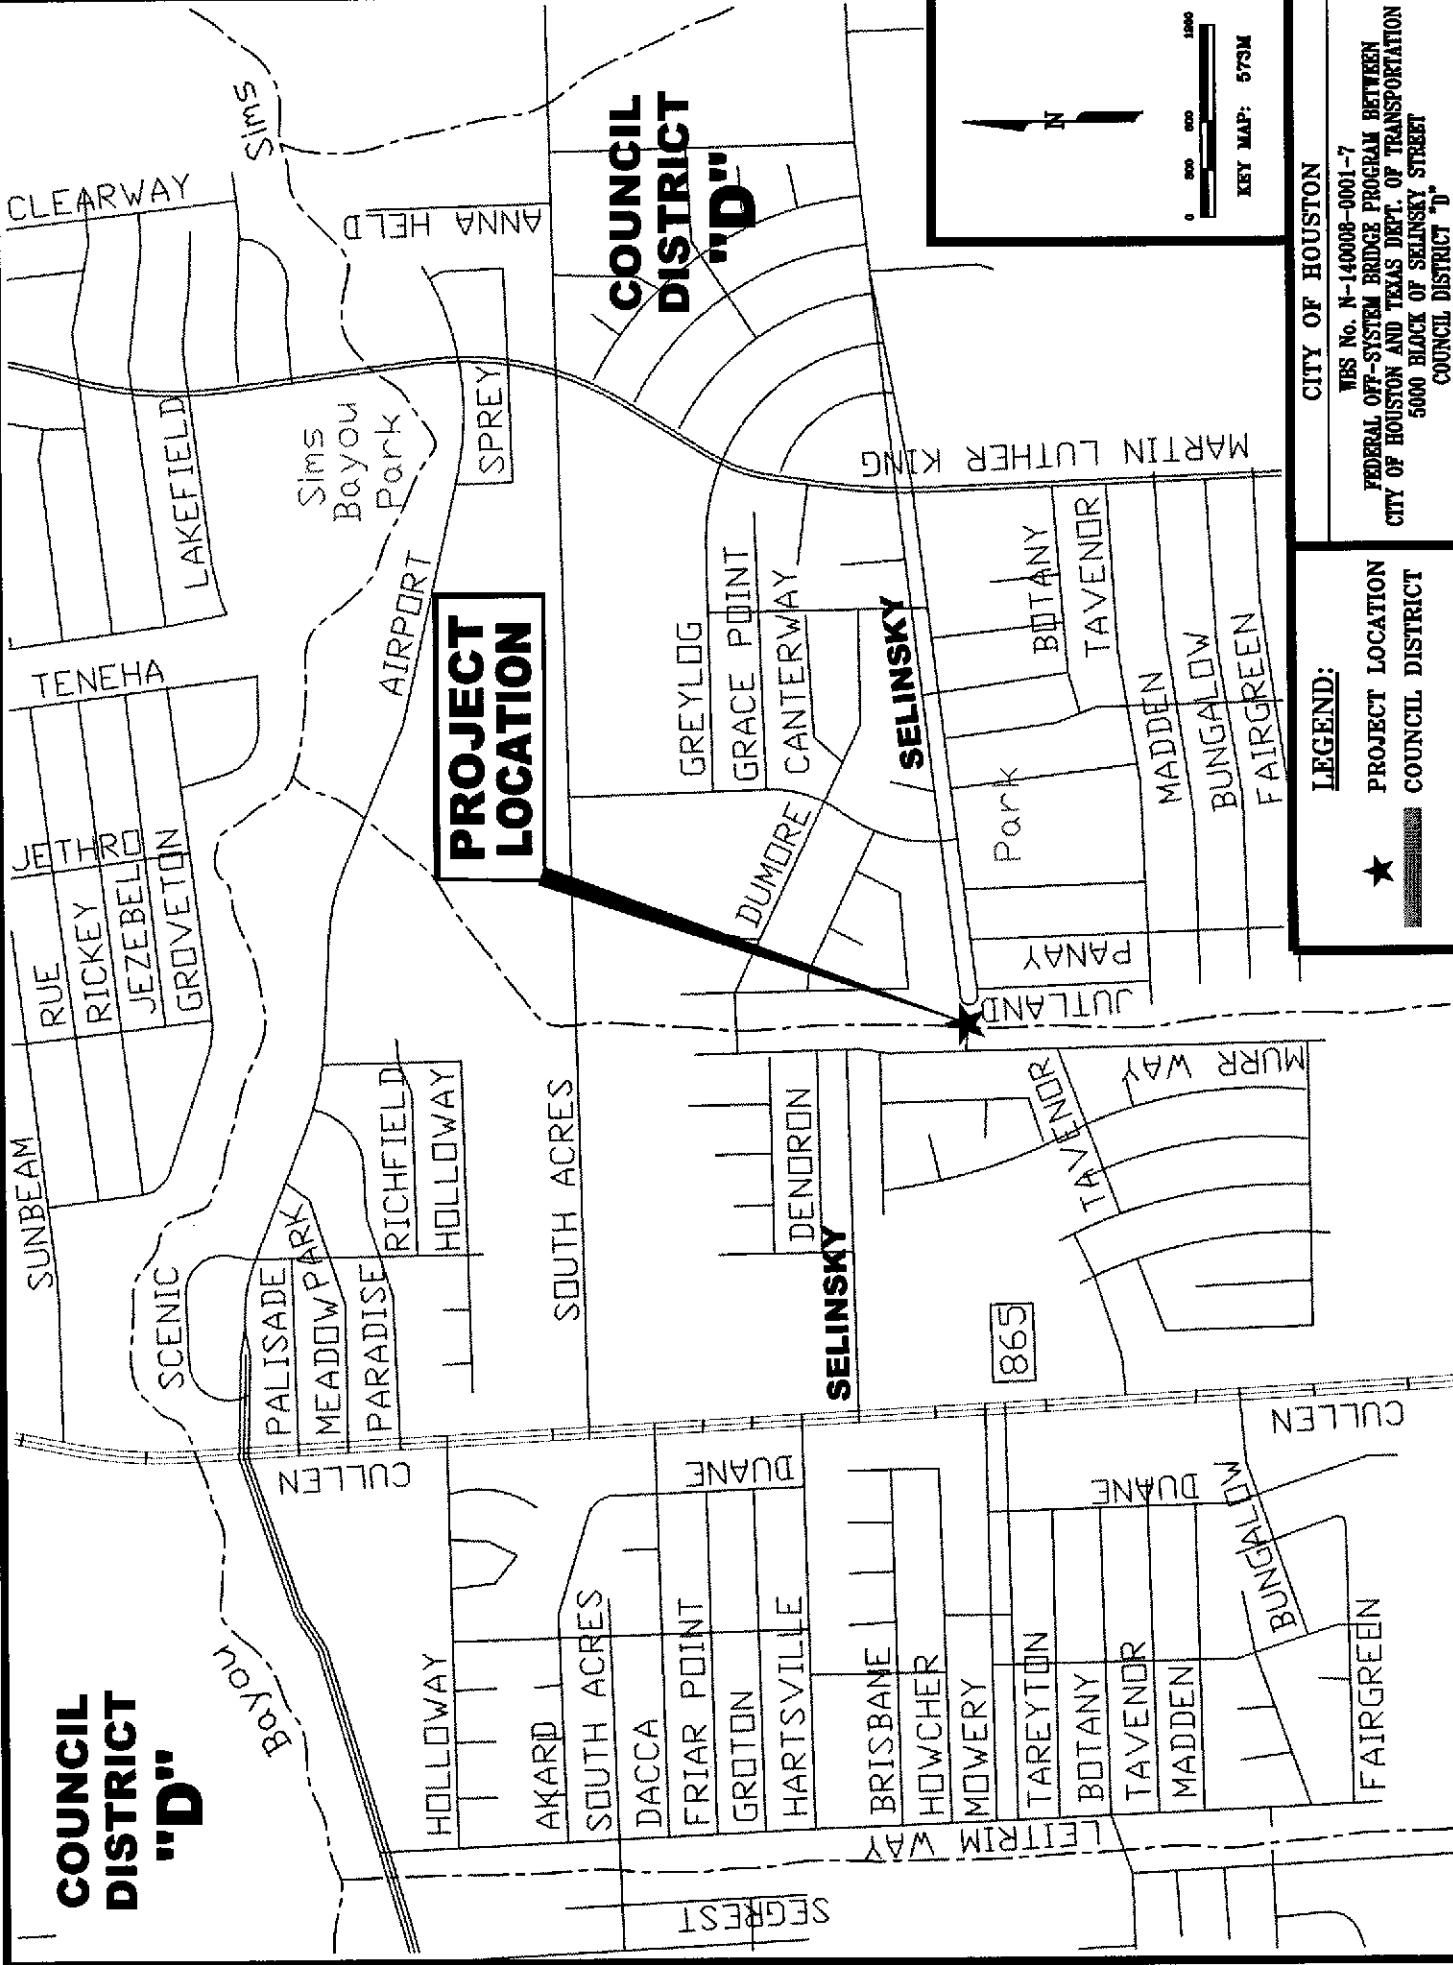 COUNCIL
DISTRICT
"D"
Bayou
SCENIC
SUNBEAM
RUE
RICKEY
JEZEBEL
GROVETON
JETHRO
TENEHA
LAKEFIELD
CLEARWAY
Sims
Sims
Bayou
Park
AIRPORT
SPREY
ANNA HELD
PALISADE
MEADOW PARK
PARADISE
RICHFIELD
HOLLOWAY
CULLEN
PROJECT
LOCATION
COUNCIL
DISTRICT
"D"
HOLLOWAY
AKARD
SOUTH ACRES
DACCA
FRIAR POINT
GROTON
HARTSVILLE
DUANE
SOUTH ACRES
DENDRON
SELINSKY
GREYLOG
GRACE POINT
CANTERWAY
DUMORE
SELINSKY
MARTIN LUTHER KING
SEGREST
LEITRIM WAY
BRISBANE
HOWCHER
MOWERY
TAREYTON
BOTANY
TAVENOR
MADDEN
DUANE
BUNGALOW
FAIRGREEN
865
CULLEN
TAVENOR
MURR WAY
JUTLAND
PANAY
Park
BOTANY
TAVENOR
MADDEN
BUNGALOW
FAIRGREEN
N
0 300 600 1200
KEY MAP: 573M
LEGEND:
PROJECT LOCATION
COUNCIL DISTRICT
CITY OF HOUSTON
WBS No. N-140008-0001-7
FEDERAL OFF-SYSTEM BRIDGE PROGRAM BETWEEN
CITY OF HOUSTON AND TEXAS DEPT. OF TRANSPORTATION
5000 BLOCK OF SELINSKY STREET
COUNCIL DISTRICT "D"